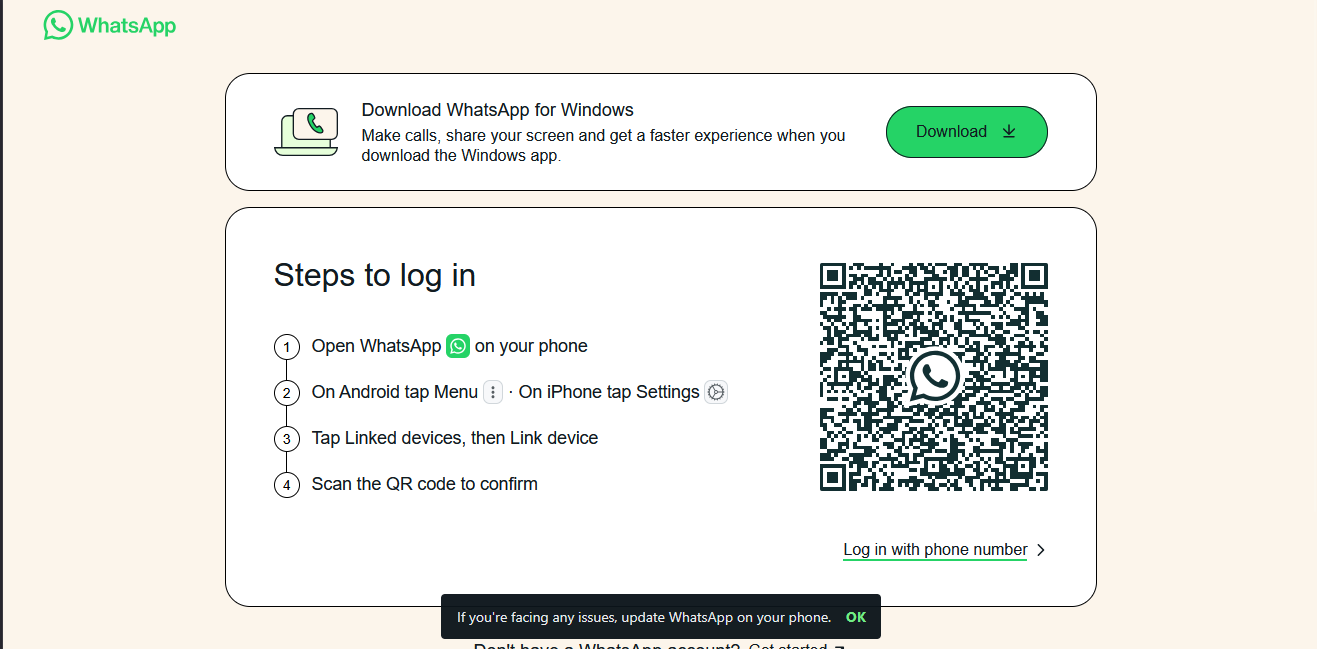 WhatsApp
Download WhatsApp for Windows
Make calls, share your screen and get a faster experience when you
download the Windows app.
Download
Steps to log in
1 Open WhatsApp on your phone
2 On Android tap Menu · On iPhone tap Settings
3 Tap Linked devices, then Link device
4 Scan the QR code to confirm
Log in with phone number
If you're facing any issues, update WhatsApp on your phone. OK
Don't have a WhatsApp account? Get started